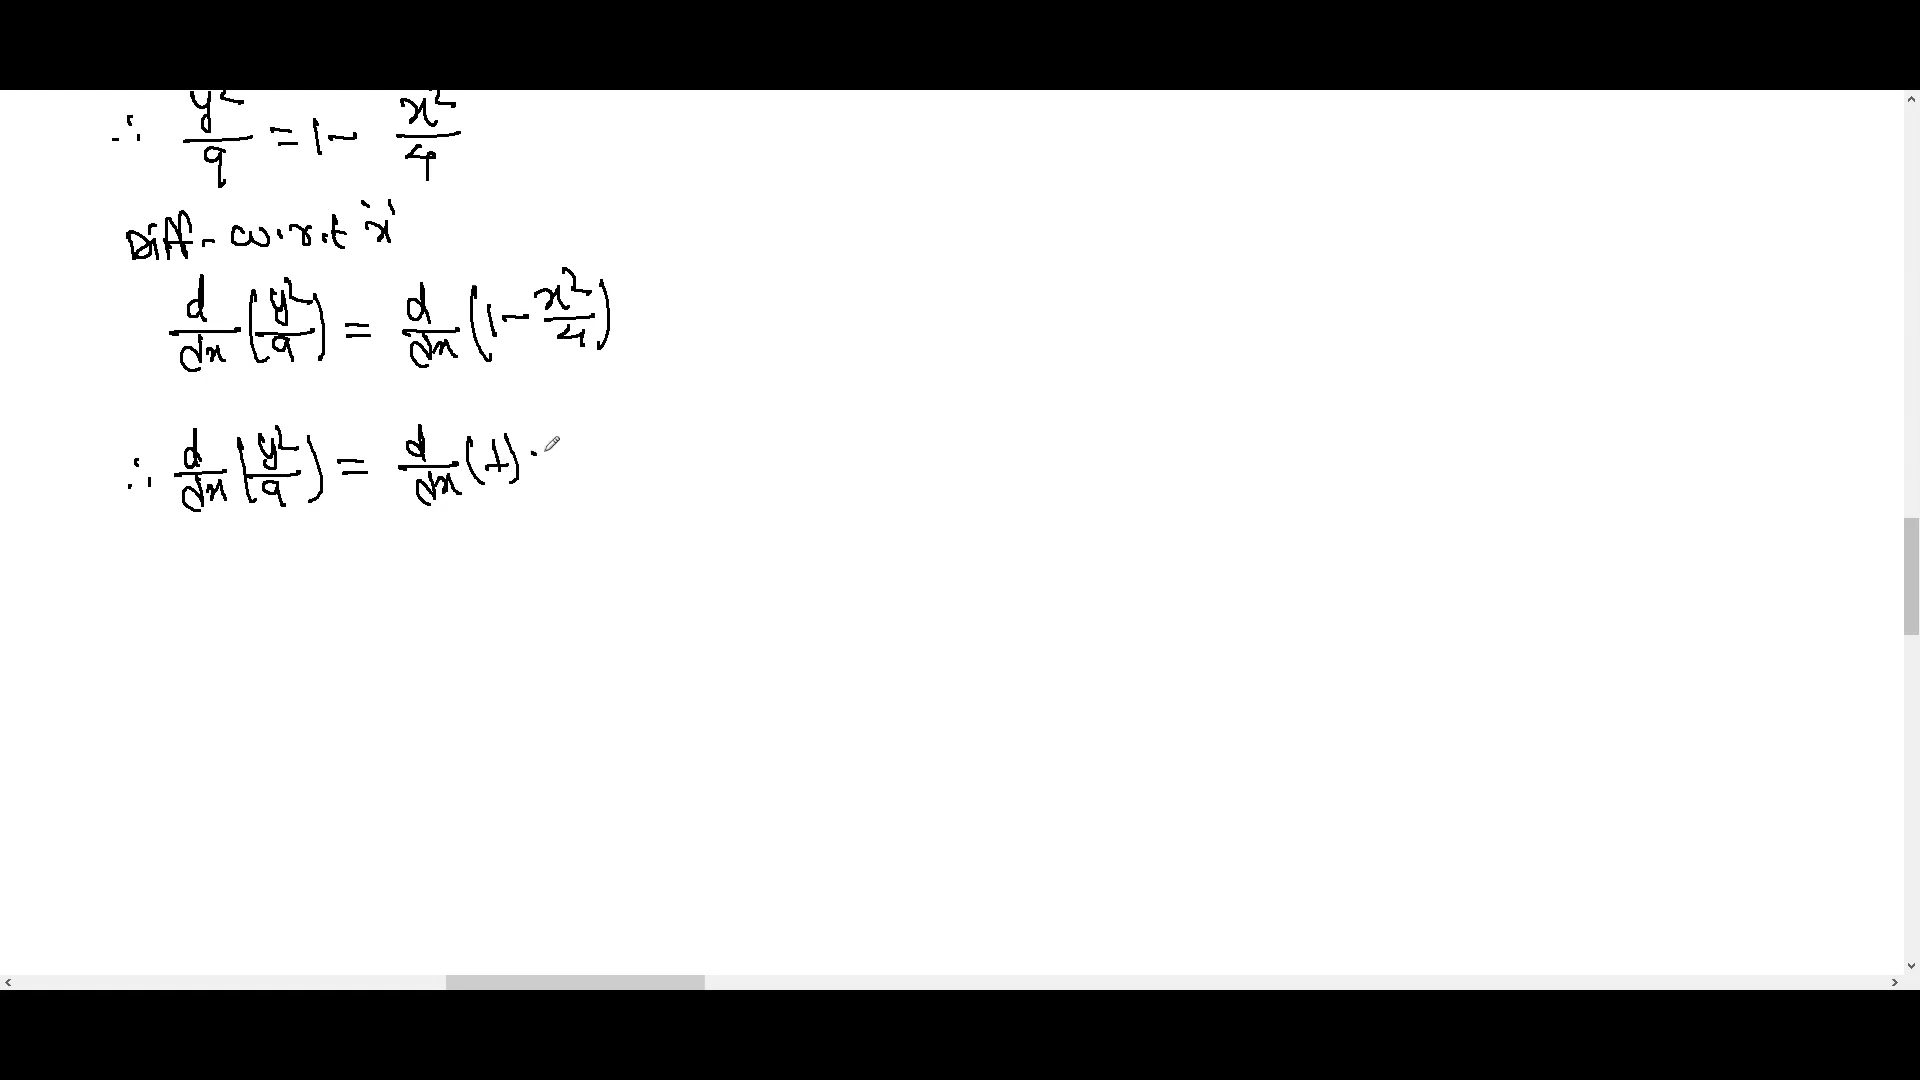 ∴ y²/9 = 1 - x²/4
Diff- w.r.t 'x'
d/dx (y²/9) = d/dx (1 - x²/4)
∴ d/dx (y²/9) = d/dx (1) -